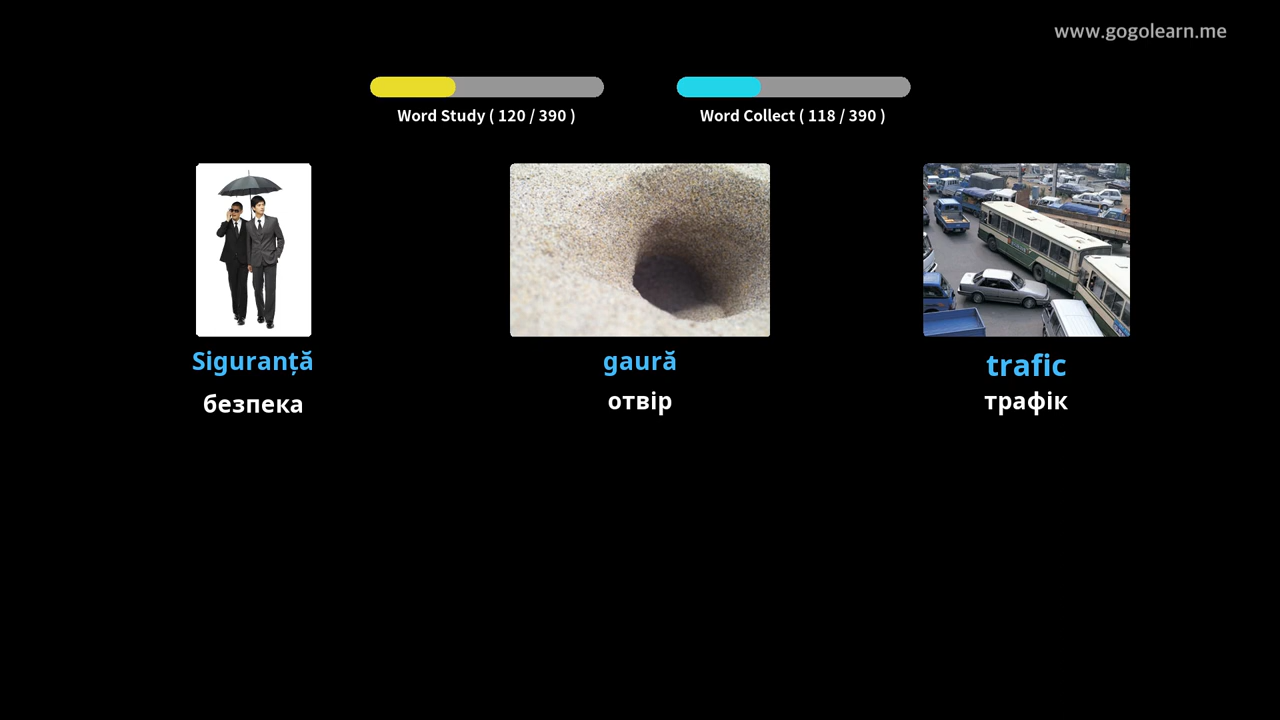 www.gogolearn.me
Word Study ( 120 / 390 )
Word Collect ( 118 / 390 )
Siguranță
gaură
trafic
безпека
отвір
трафік